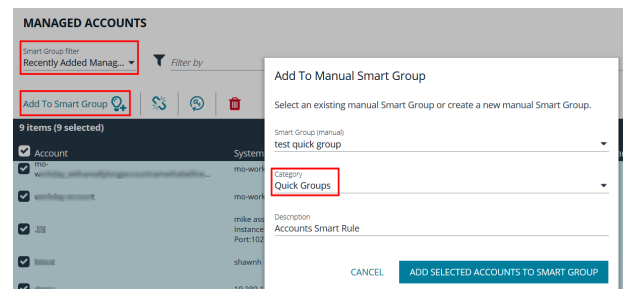 MANAGED ACCOUNTS
Smart Group filter
Recently Added Manag...
Filter by
Add To Smart Group
9 items (9 selected)
Account
System
mo-
mo-work
mo-work
mike ass
Instance
Port:102
shawnh
Add To Manual Smart Group
Select an existing manual Smart Group or create a new manual Smart Group.
Smart Group (manual)
test quick group
Category
Quick Groups
Description
Accounts Smart Rule
CANCEL
ADD SELECTED ACCOUNTS TO SMART GROUP